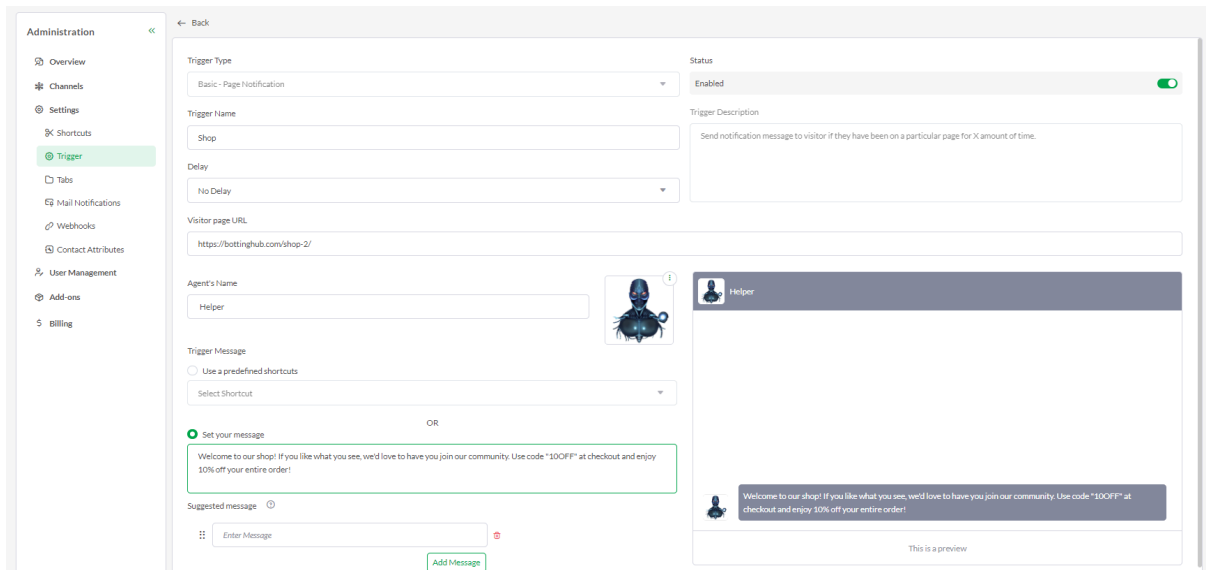 Administration
Overview
Channels
Settings
Shortcuts
Trigger
Tabs
Mail Notifications
Webhooks
Contact Attributes
User Management
Add-ons
Billing
Back
Trigger Type
Basic - Page Notification
Trigger Name
Shop
Delay
No Delay
Visitor page URL
https://bottinghub.com/shop-2/
Status
Enabled
Trigger Description
Send notification message to visitor if they have been on a particular page for X amount of time.
Agent's Name
Helper
Trigger Message
Use a predefined shortcuts
Select Shortcut
OR
Set your message
Welcome to our shop! If you like what you see, we'd love to have you join our community. Use code "10OFF" at checkout and enjoy
10% off your entire order!
Suggested message
Enter Message
Add Message
Helper
Welcome to our shop! If you like what you see, we'd love to have you join our community. Use code "10OFF" at
checkout and enjoy 10% off your entire order!
This is a preview